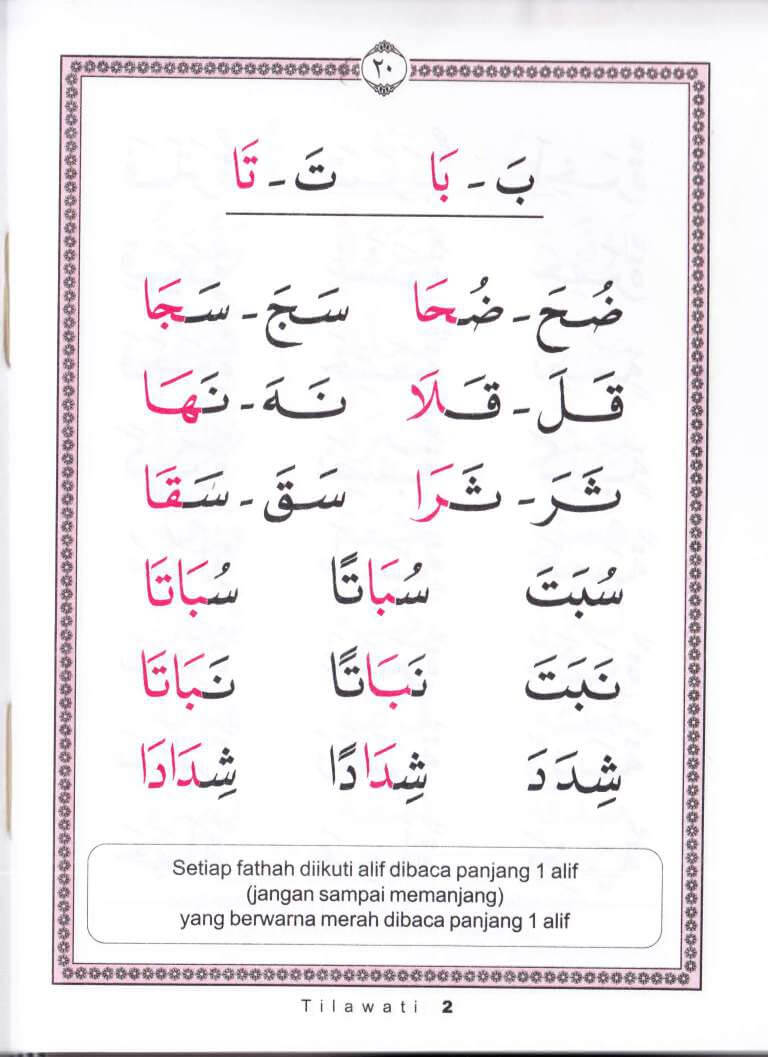 ٢٠
بَ - بَا تَ - تَا
ضُحَ - ضُحَا سَجَ - سَجَا
قَلَ - قَلَا نَهَ - نَهَا
ثَرَ - ثَرَا سَقَ - سَقَا
سُبَتَ سُبَاتًا سُبَاتَا
نَبَتَ نَبَاتًا نَبَاتَا
شِدَدَ شِدَادًا شِدَادَا
Setiap fathah diikuti alif dibaca panjang 1 alif
(jangan sampai memanjang)
yang berwarna merah dibaca panjang 1 alif
Tilawati 2